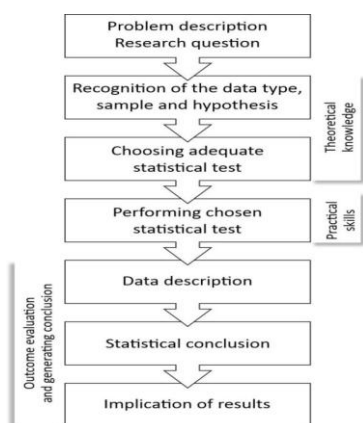 Problem description
Research question
Recognition of the data type,
sample and hypothesis
Theoretical
knowledge
Choosing adequate
statistical test
Performing chosen
statistical test
Practical
skills
Data description
Outcome evaluation
and generating conclusion
Statistical conclusion
Implication of results